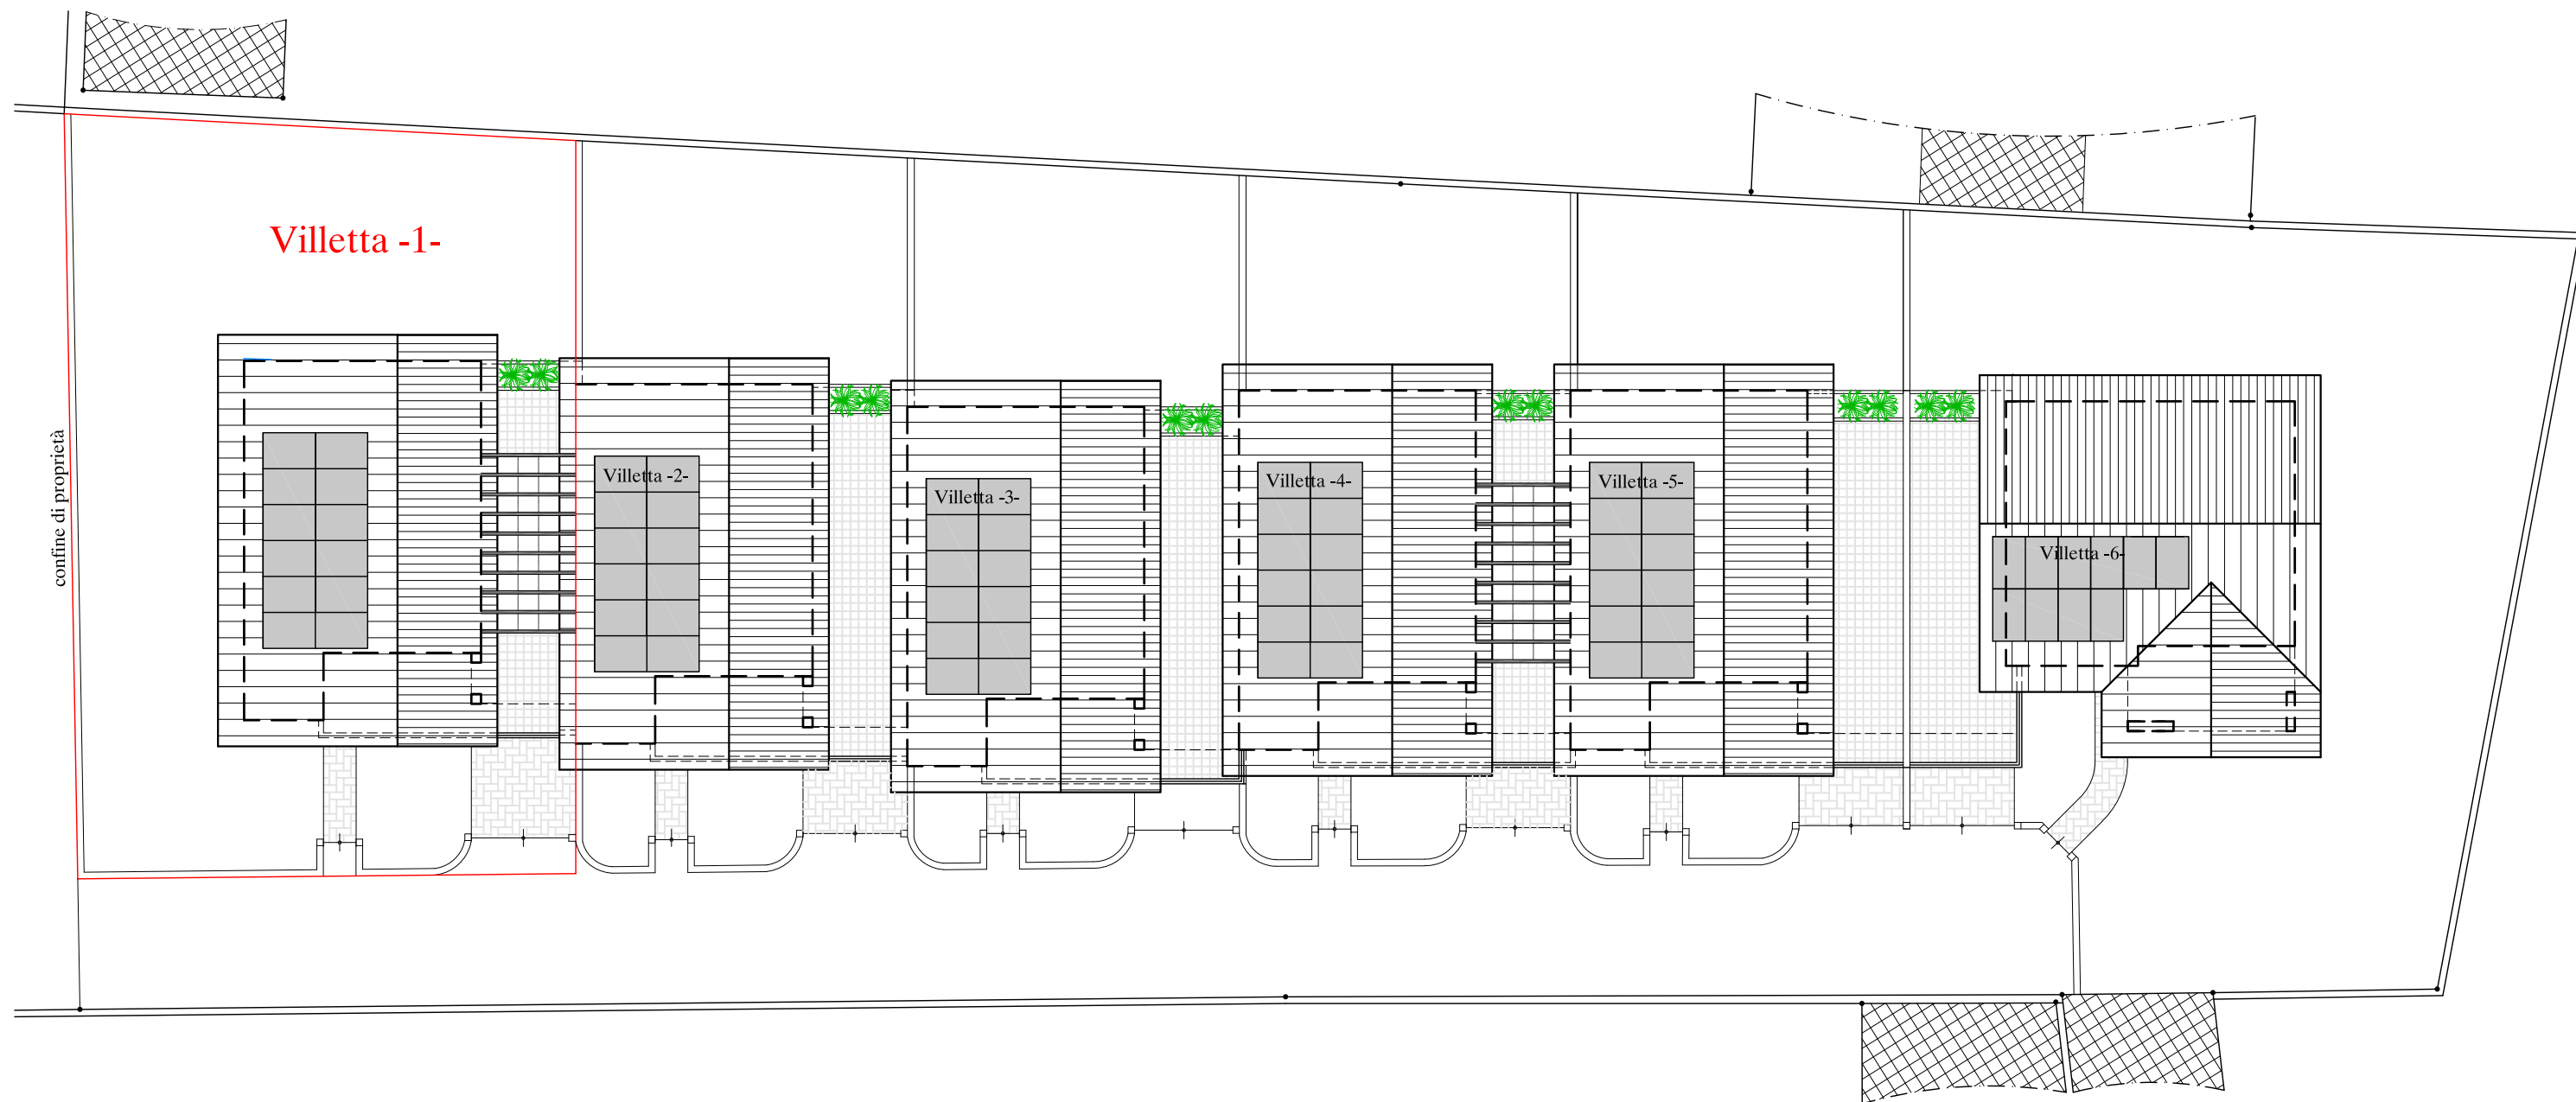 Villetta -1-
confine di proprietà
Villetta -2-
Villetta -3-
Villetta -4-
Villetta -5-
Villetta -6-